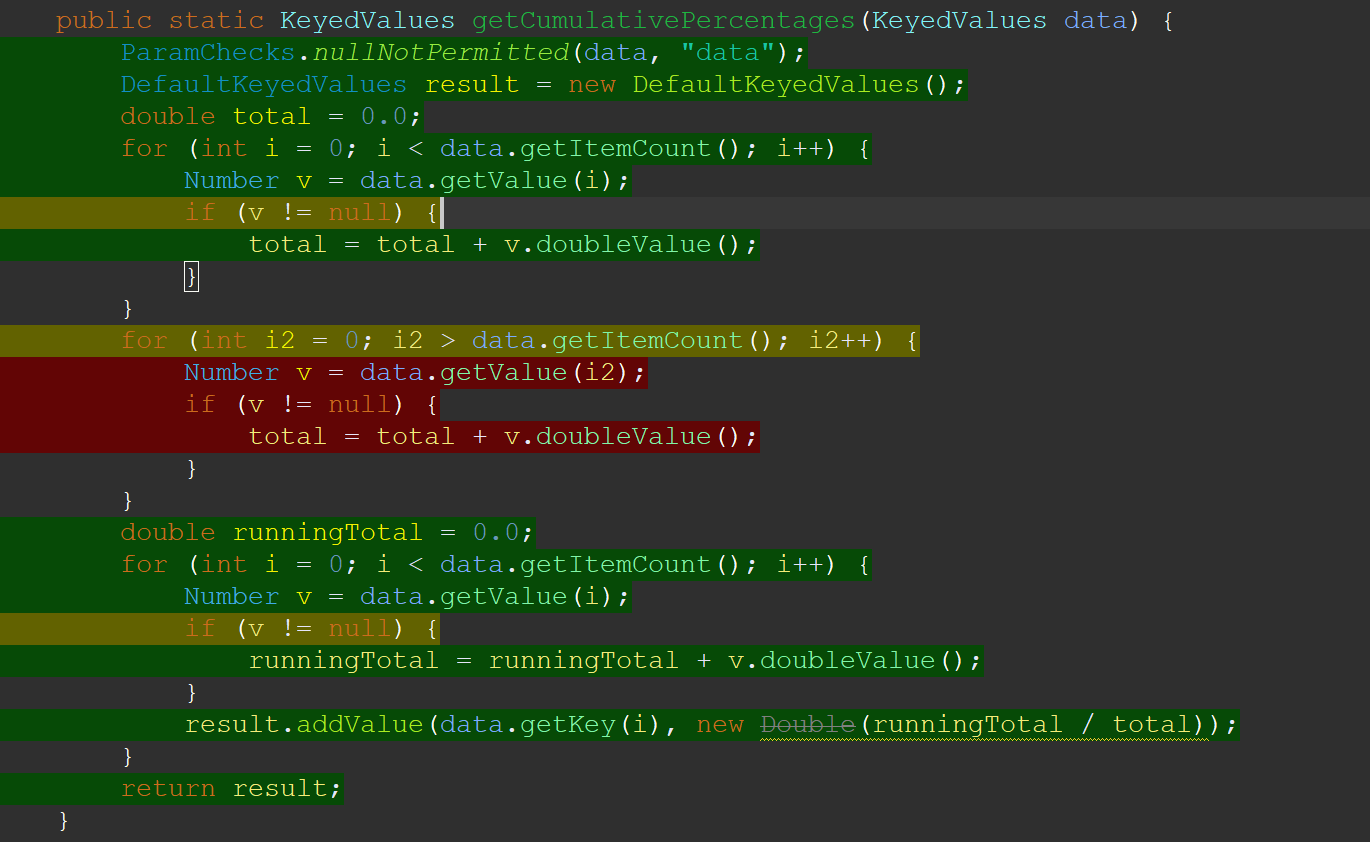 public static KeyedValues getCumulativePercentages(KeyedValues data) {
ParamChecks.nullNotPermitted(data, "data");
DefaultKeyedValues result = new DefaultKeyedValues();
double total = 0.0;
for (int i = 0; i < data.getItemCount(); i++) {
Number v = data.getValue(i);
if (v != null) {
total = total + v.doubleValue();
}
}
for (int i2 = 0; i2 > data.getItemCount(); i2++) {
Number v = data.getValue(i2);
if (v != null) {
total = total + v.doubleValue();
}
}
double runningTotal = 0.0;
for (int i = 0; i < data.getItemCount(); i++) {
Number v = data.getValue(i);
if (v != null) {
runningTotal = runningTotal + v.doubleValue();
}
result.addValue(data.getKey(i), new Double(runningTotal / total));
}
return result;
}